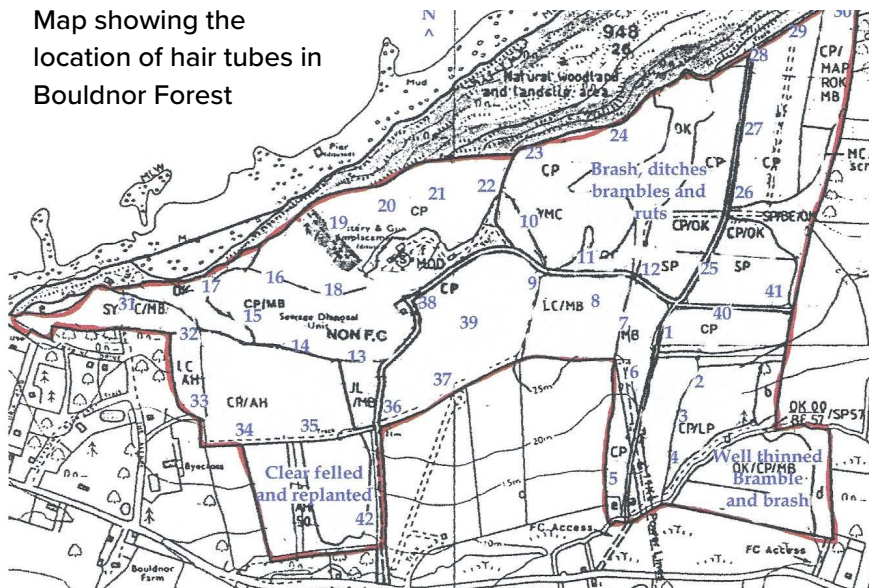 Map showing the
location of hair tubes in
Bouldnor Forest
N
^
948
26
a
Natural woodland
and landslip area
Mud
Pier
MLW
Mud
28
29
30
CP/
MAP
ROK
MB
24
OK
27
CP
23
CP
Brash, ditches
brambles and
ruts
22
21
20
CP
19
26
SP/BE/OK
10
YMC
CP/OK
CP/OK
MOD
11
12
SP
25
SP
41
16
17
18
CP/MB
Sewage Disposal
Unit
15
38
CP
9
LC/MB
8
31
SY
C/MB
40
NON F.C
39
7
MB
1
CP
32
14
13
LC
AH
JL
/MB
37
6
2
25m
33
CP/AH
36
3
CP/LP
OK 00
BE 57/SP57
34
35
Track
20m
4
Well thinned
OK/CP/MB
Bramble
and brash
d
Byeclose
Clear felled
and replanted
CP
5
15m
42
e
a
10m
FC Access
Power Line
FC Access
Bouldnor
Farm